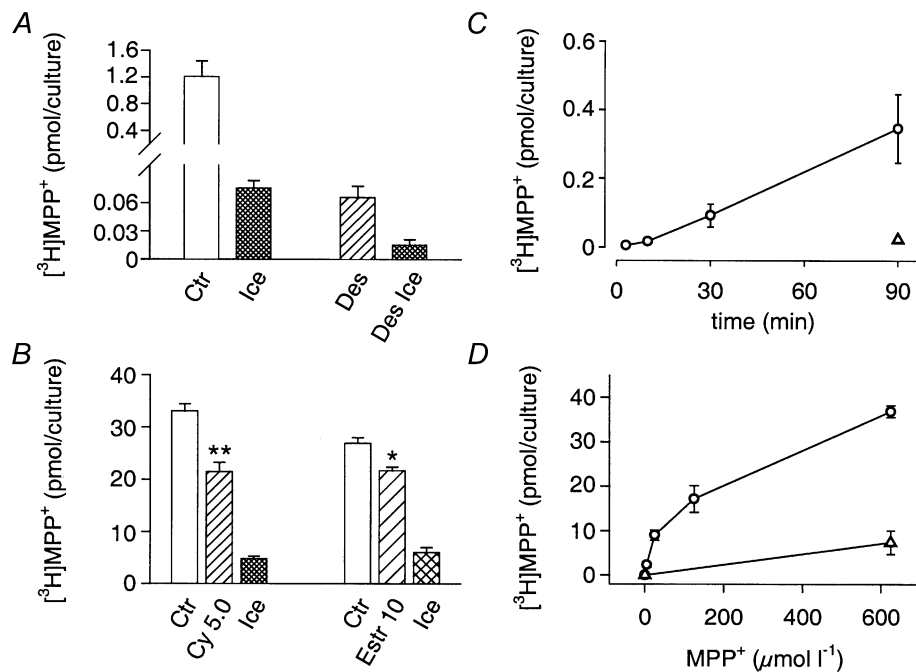 A
[³H]MPP⁺ (pmol/culture)
1.6
1.2
0.8
0.4
0.06
0.03
0
Ctr
Ice
Des
Des Ice
B
[³H]MPP⁺ (pmol/culture)
40
30
20
10
0
**
*
Ctr
Cy 5.0
Ice
Ctr
Estr 10
Ice
C
[³H]MPP⁺ (pmol/culture)
0.6
0.4
0.2
0
0
30
60
90
time (min)
D
[³H]MPP⁺ (pmol/culture)
40
30
20
10
0
0
200
400
600
MPP⁺ (µmol l⁻¹)